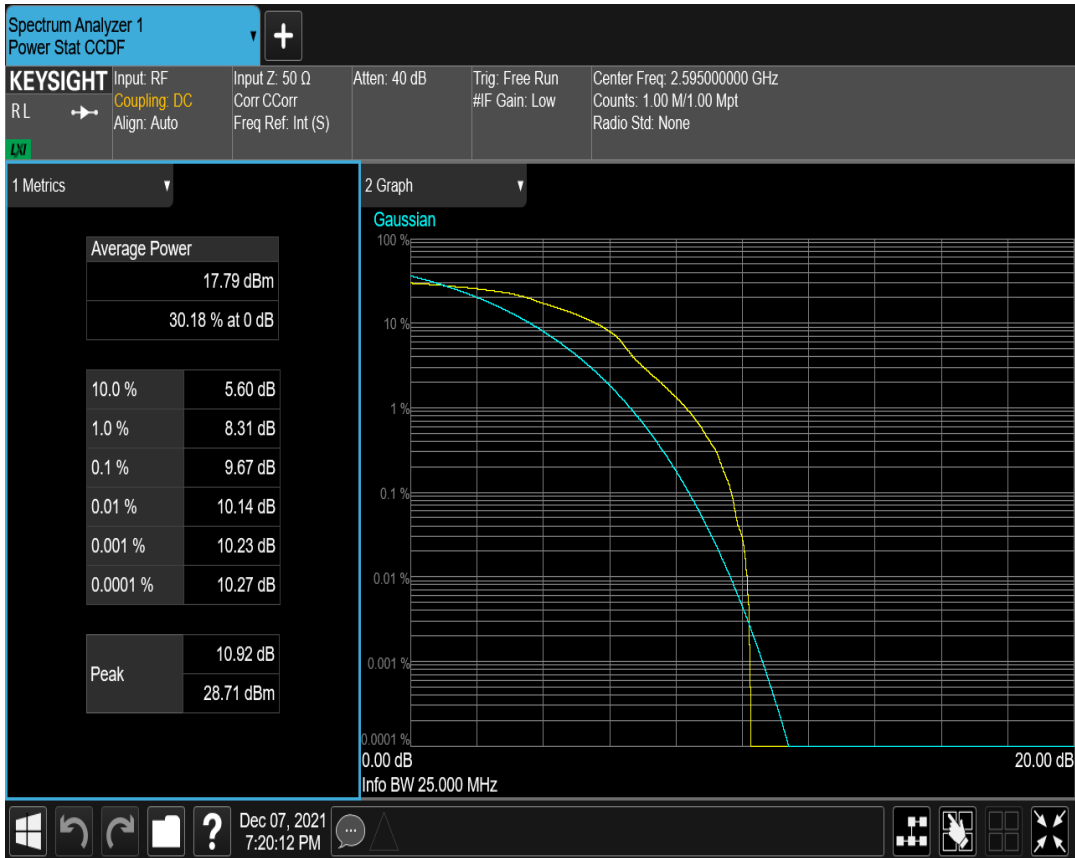 Spectrum Analyzer 1
Power Stat CCDF
KEYSIGHT
RL
LXI
Input: RF
Coupling: DC
Align: Auto
Input Z: 50 Ω
Corr CCorr
Freq Ref: Int (S)
Atten: 40 dB
Trig: Free Run
#IF Gain: Low
Center Freq: 2.595000000 GHz
Counts: 1.00 M/1.00 Mpt
Radio Std: None
1 Metrics
Average Power
17.79 dBm
30.18 % at 0 dB
10.0 % 5.60 dB
1.0 % 8.31 dB
0.1 % 9.67 dB
0.01 % 10.14 dB
0.001 % 10.23 dB
0.0001 % 10.27 dB
Peak
10.92 dB
28.71 dBm
2 Graph
Gaussian
100 %
10 %
1 %
0.1 %
0.01 %
0.001 %
0.0001 %
0.00 dB
20.00 dB
Info BW 25.000 MHz
?
Dec 07, 2021
7:20:12 PM